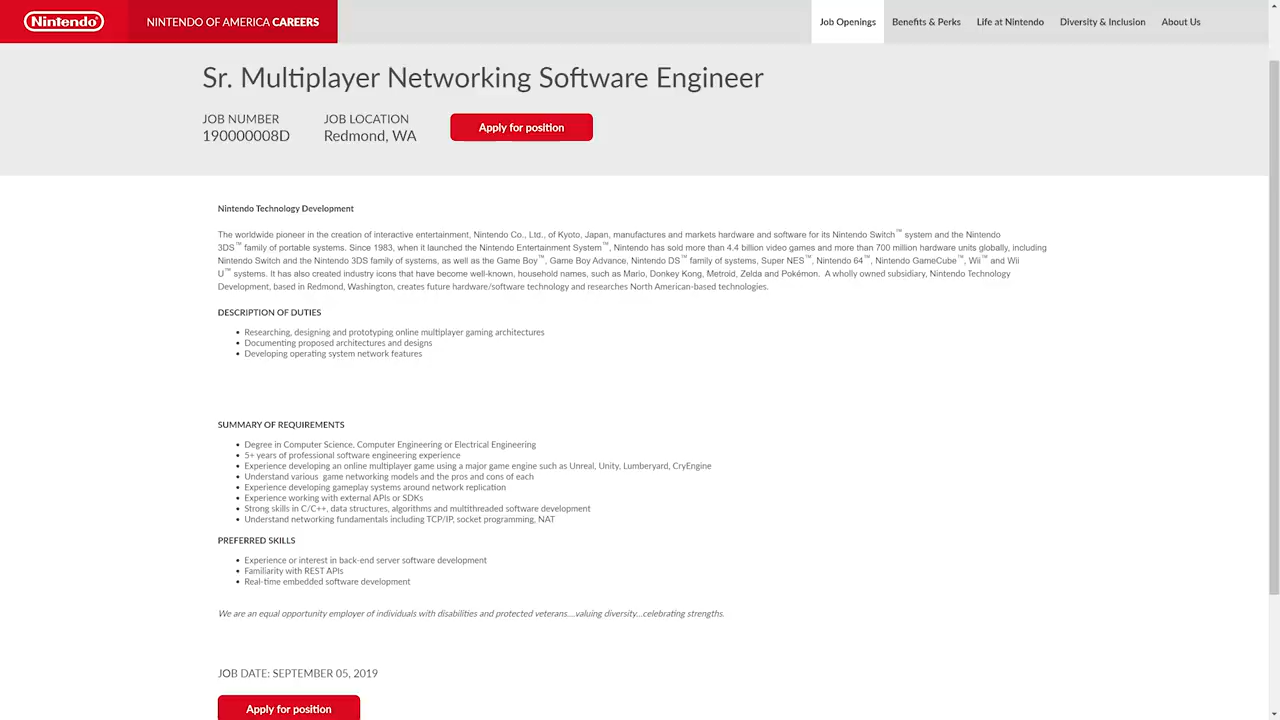 Nintendo
NINTENDO OF AMERICA CAREERS
Job Openings
Benefits & Perks
Life at Nintendo
Diversity & Inclusion
About Us
Sr. Multiplayer Networking Software Engineer
JOB NUMBER
190000008D
JOB LOCATION
Redmond, WA
Apply for position
Nintendo Technology Development
The worldwide pioneer in the creation of interactive entertainment, Nintendo Co., Ltd., of Kyoto, Japan, manufactures and markets hardware and software for its Nintendo Switch™ system and the Nintendo
3DS™ family of portable systems. Since 1983, when it launched the Nintendo Entertainment System™, Nintendo has sold more than 4.4 billion video games and more than 700 million hardware units globally, including
Nintendo Switch and the Nintendo 3DS family of systems, as well as the Game Boy™, Game Boy Advance, Nintendo DS™ family of systems, Super NES™, Nintendo 64™, Nintendo GameCube™, Wii™ and Wii
U™ systems. It has also created industry icons that have become well-known, household names, such as Mario, Donkey Kong, Metroid, Zelda and Pokémon. A wholly owned subsidiary, Nintendo Technology
Development, based in Redmond, Washington, creates future hardware/software technology and researches North American-based technologies.
DESCRIPTION OF DUTIES
• Researching, designing and prototyping online multiplayer gaming architectures
• Documenting proposed architectures and designs
• Developing operating system network features
SUMMARY OF REQUIREMENTS
• Degree in Computer Science, Computer Engineering or Electrical Engineering
• 5+ years of professional software engineering experience
• Experience developing an online multiplayer game using a major game engine such as Unreal, Unity, Lumberyard, CryEngine
• Understand various game networking models and the pros and cons of each
• Experience developing gameplay systems around network replication
• Experience working with external APIs or SDKs
• Strong skills in C/C++, data structures, algorithms and multithreaded software development
• Understand networking fundamentals including TCP/IP, socket programming, NAT
PREFERRED SKILLS
• Experience or interest in back-end server software development
• Familiarity with REST APIs
• Real-time embedded software development
We are an equal opportunity employer of individuals with disabilities and protected veterans....valuing diversity...celebrating strengths.
JOB DATE: SEPTEMBER 05, 2019
Apply for position